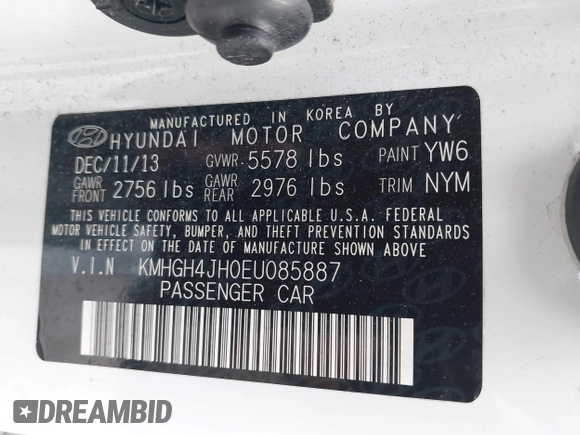 MANUFACTURED IN KOREA BY
HYUNDAI MOTOR COMPANY
DEC/11/13 GVWR 5578 lbs PAINT YW6
GAWR FRONT 2756 lbs GAWR REAR 2976 lbs TRIM NYM
THIS VEHICLE CONFORMS TO ALL APPLICABLE U.S.A. FEDERAL
MOTOR VEHICLE SAFETY, BUMPER, AND THEFT PREVENTION STANDARDS
IN EFFECT ON THE DATE OF MANUFACTURE SHOWN ABOVE.
V.I.N KMHGH4JH0EU085887
PASSENGER CAR
DREAMBID